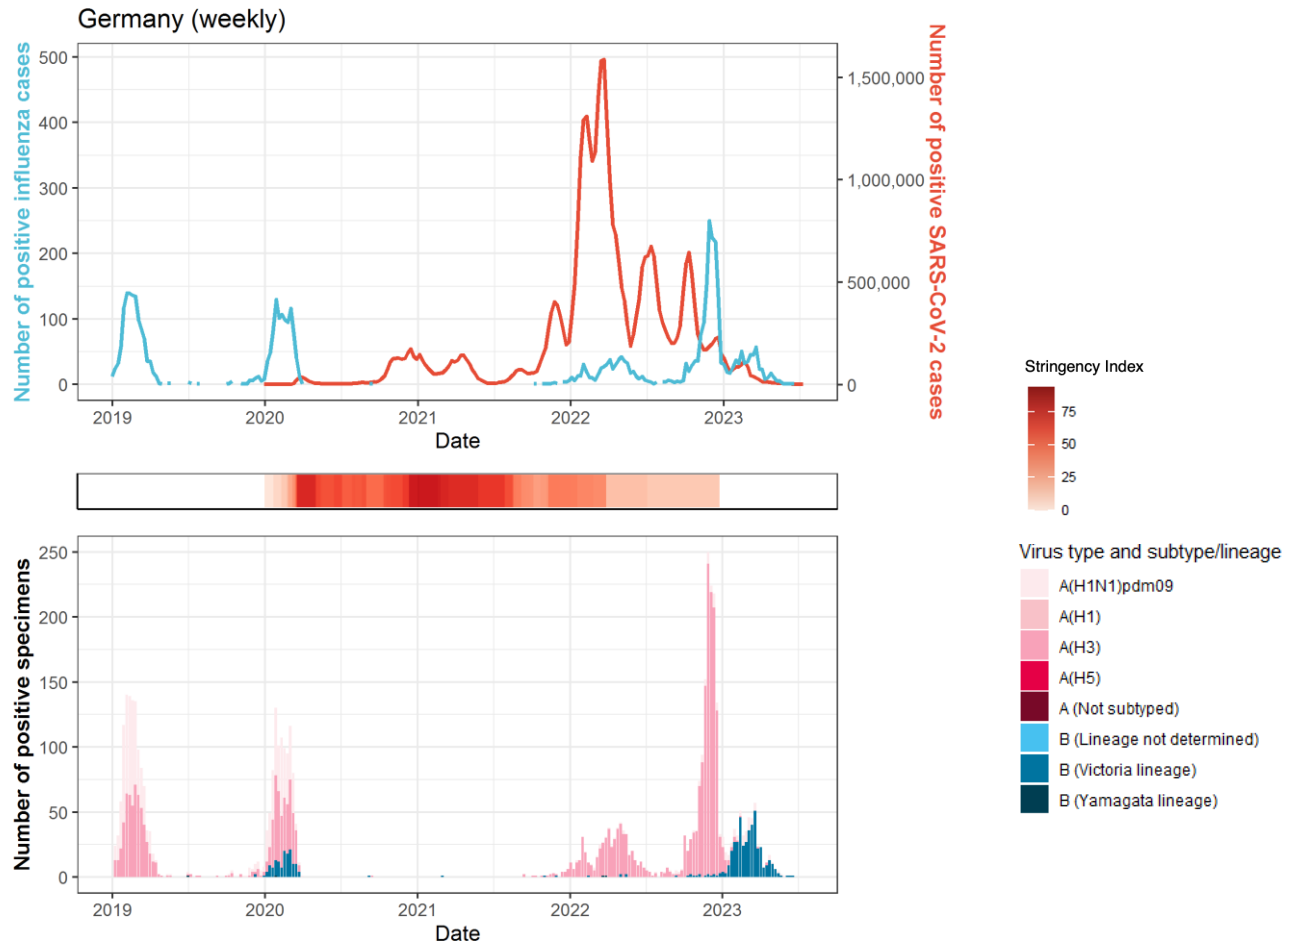 Germany (weekly)
Number of positive influenza cases
500
400
300
200
100
0
1,500,000
1,000,000
500,000
0
Number of positive SARS-CoV-2 cases
2019 2020 2021 2022 2023
Date
Stringency Index
75
50
25
0
Number of positive specimens
250
200
150
100
50
0
2019 2020 2021 2022 2023
Date
Virus type and subtype/lineage
A(H1N1)pdm09
A(H1)
A(H3)
A(H5)
A (Not subtyped)
B (Lineage not determined)
B (Victoria lineage)
B (Yamagata lineage)